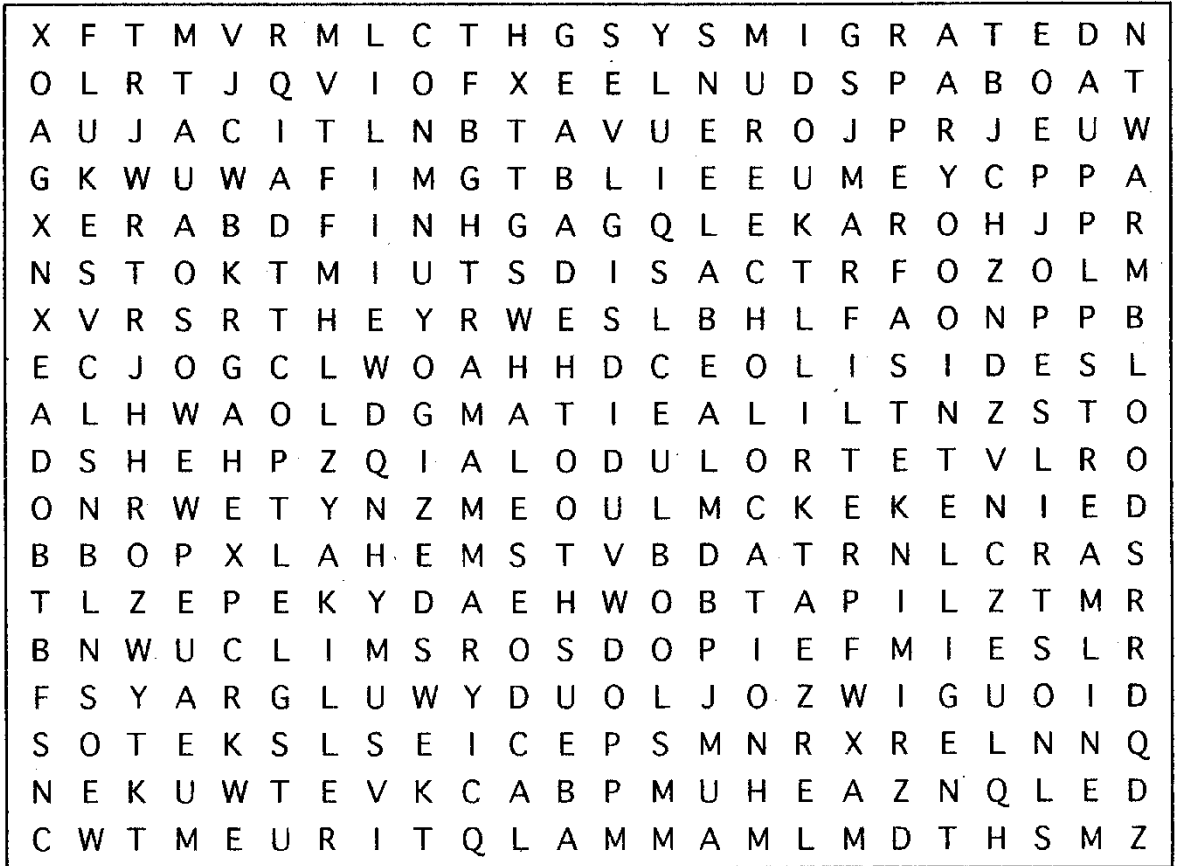 X F T M V R M L C T H G S Y S M I G R A T E D N
O L R T J Q V I O F X E E L N U D S P A B O A T
A U J A C I T L N B T A V U E R O J P R J E U W
G K W U W A F I M G T B L I E E U M E Y C P P A
X E R A B D F I N H G A G Q L E K A R O H J P R
N S T O K T M I U T S D I S A C T R F O Z O L M
X V R S R T H E Y R W E S L B H L F A O N P P B
E C J O G C L W O A H H D C E O L I S I D E S L
A L H W A O L D G M A T I E A L I L T N Z S T O
D S H E H P Z Q I A L O D U L O R T E T V L R O
O N R W E T Y N Z M E O U L M C K E K E N I E D
B B O P X L A H E M S T V B D A T R N L C R A S
T L Z E P E K Y D A E H W O B T A P I L Z T M R
B N W U C L I M S R O S D O P I E F M I E S L R
F S Y A R G L U W Y D U O L J O Z W I G U O I D
S O T E K S L S E I C E P S M N R X R E L N N Q
N E K U W T E V K C A B P M U H E A Z N Q L E D
C W T M E U R I T Q L A M M A M L M D T H S M Z